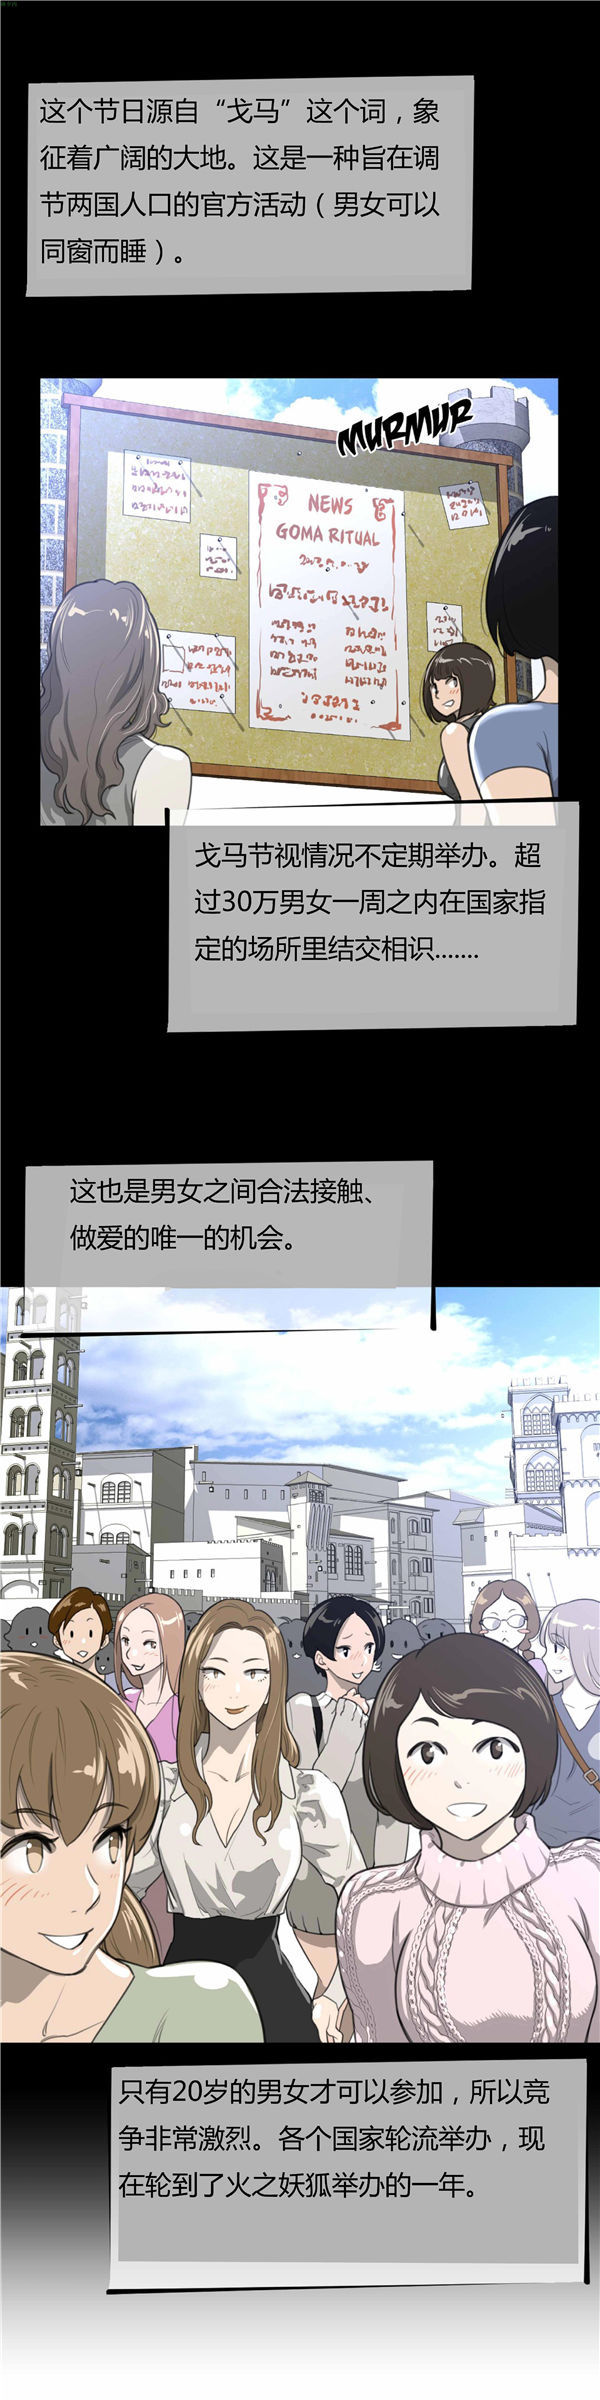 这个节日源自“戈马”这个词，象
征着广阔的大地。这是一种旨在调
节两国人口的官方活动（男女可以
同窗而睡）。
MURMUR
NEWS
GOMA RITUAL
戈马节视情况不定期举办。超
过30万男女一周之内在国家指
定的场所里结交相识.......
这也是男女之间合法接触、
做爱的唯一的机会。
只有20岁的男女才可以参加，所以竞
争非常激烈。各个国家轮流举办，现
在轮到了火之妖狐举办的一年。